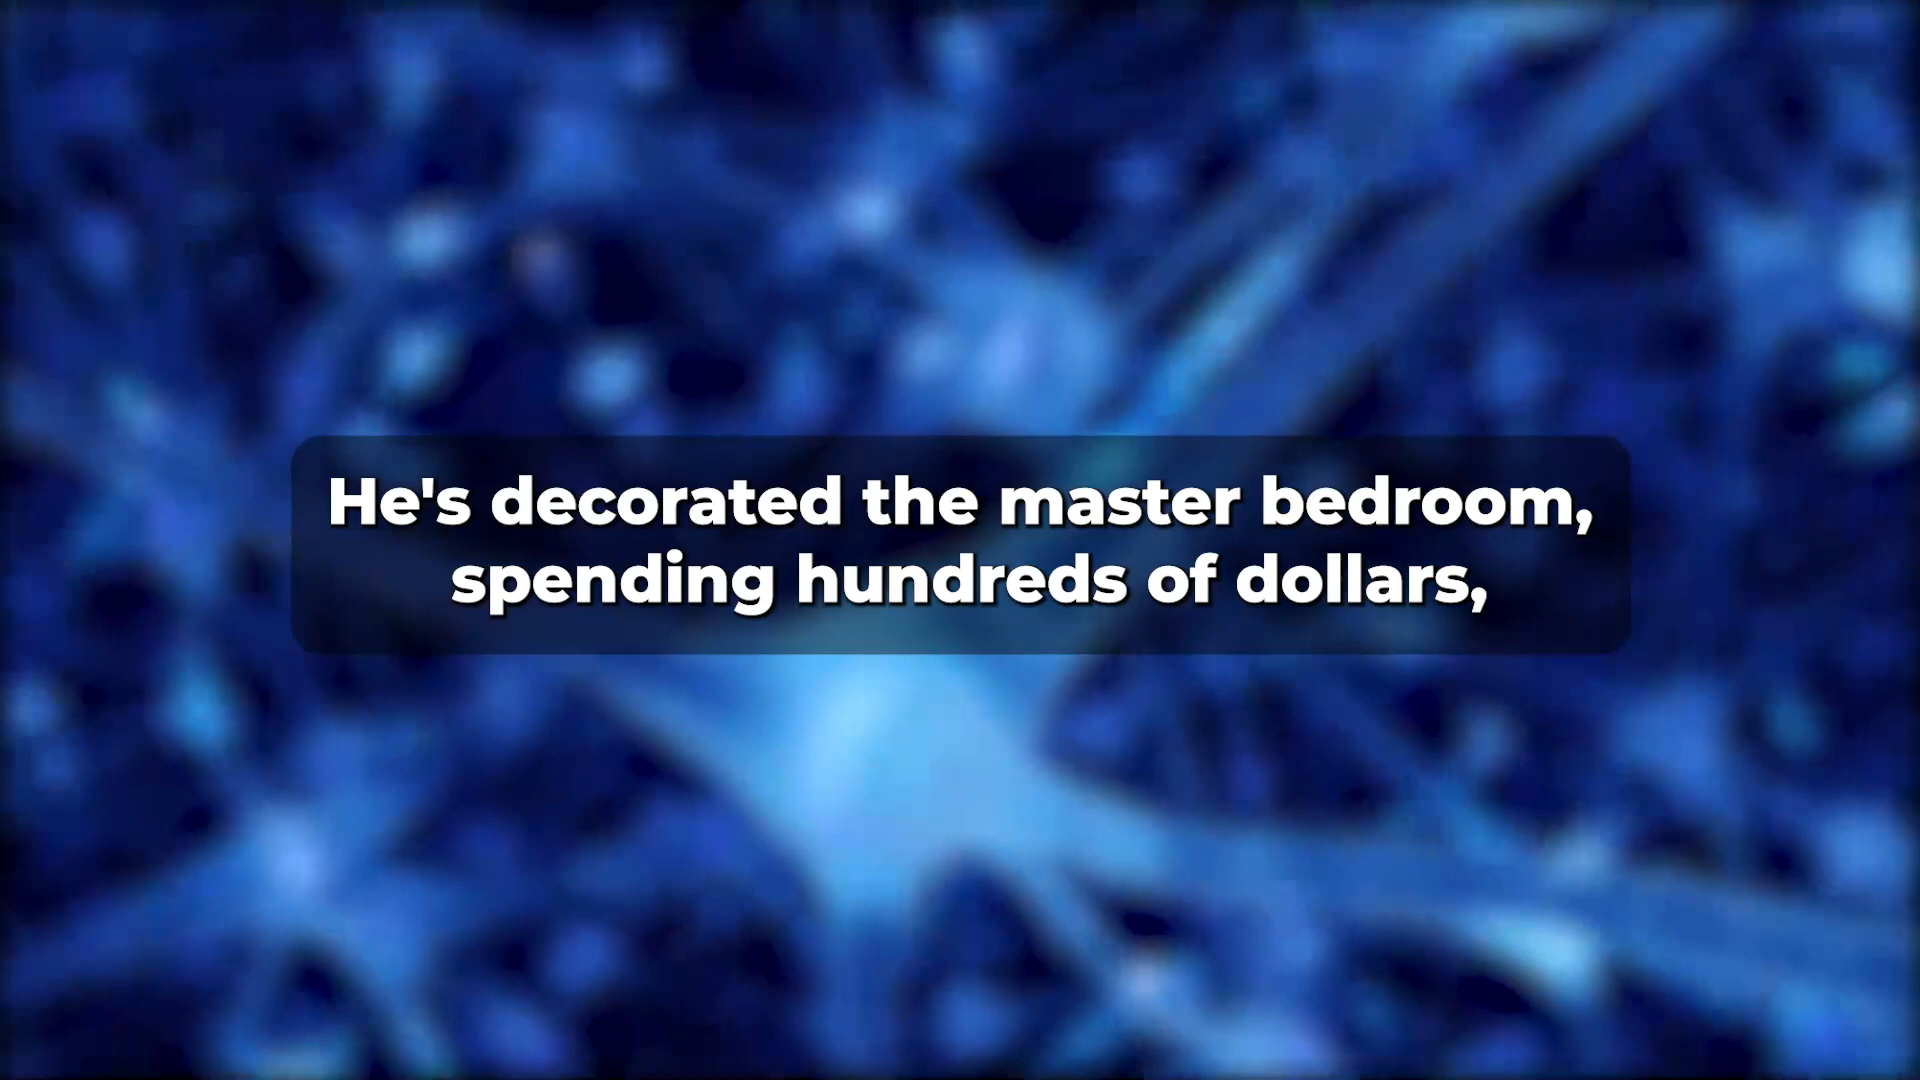 He's decorated the master bedroom,
spending hundreds of dollars,